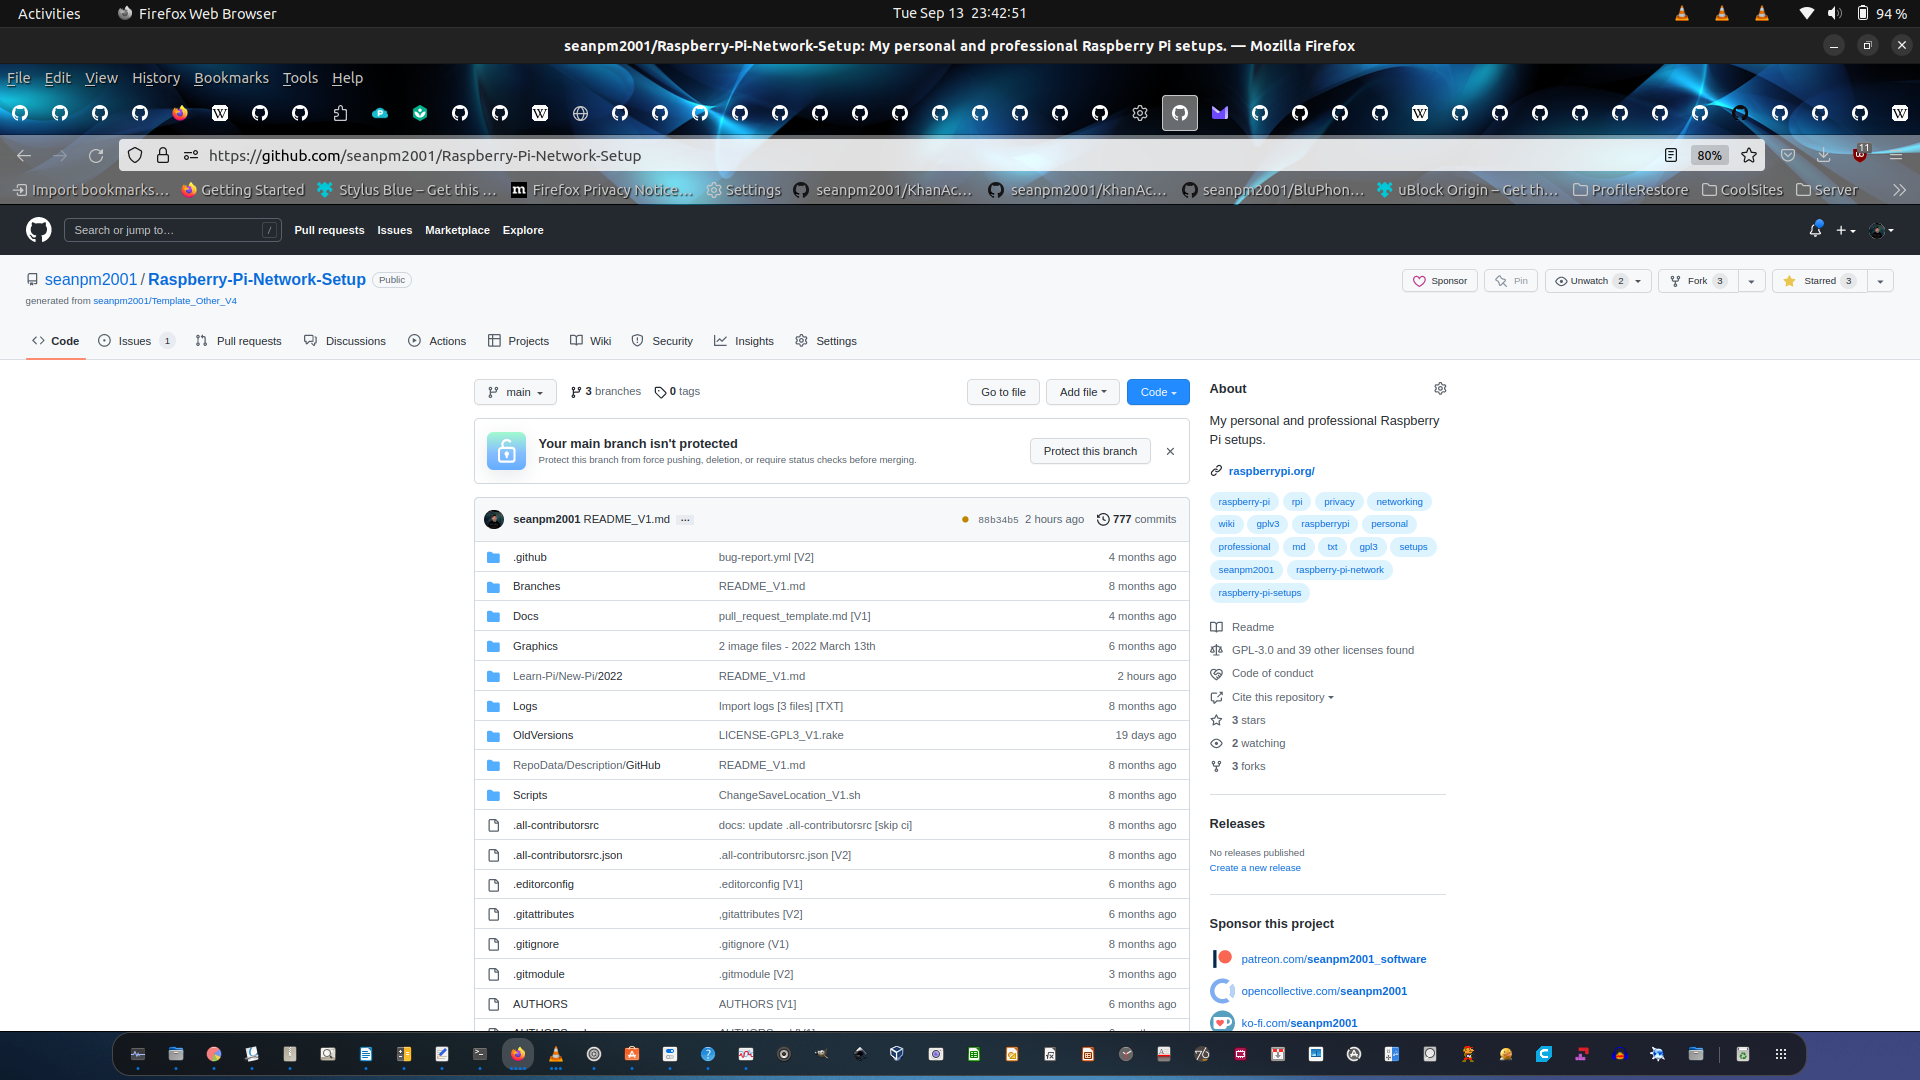 Activities Firefox Web Browser Tue Sep 13 23:42:51 94 %
seanpm2001/Raspberry-Pi-Network-Setup: My personal and professional Raspberry Pi setups. — Mozilla Firefox
File Edit View History Bookmarks Tools Help
https://github.com/seanpm2001/Raspberry-Pi-Network-Setup 80% 11
Import bookmarks… Getting Started Stylus Blue – Get this … Firefox Privacy Notice… Settings seanpm2001/KhanAc… seanpm2001/KhanAc… seanpm2001/BluPhon… uBlock Origin – Get th… ProfileRestore CoolSites Server
Search or jump to… / Pull requests Issues Marketplace Explore
seanpm2001 / Raspberry-Pi-Network-Setup Public Sponsor Pin Unwatch 2 Fork 3 Starred 3
generated from seanpm2001/Template_Other_V4
Code Issues 1 Pull requests Discussions Actions Projects Wiki Security Insights Settings
main 3 branches 0 tags Go to file Add file Code
Your main branch isn't protected
Protect this branch from force pushing, deletion, or require status checks before merging.
Protect this branch
seanpm2001 README_V1.md ... 88b34b5 2 hours ago 777 commits
.github bug-report.yml [V2] 4 months ago
Branches README_V1.md 8 months ago
Docs pull_request_template.md [V1] 4 months ago
Graphics 2 image files - 2022 March 13th 6 months ago
Learn-Pi/New-Pi/2022 README_V1.md 2 hours ago
Logs Import logs [3 files] [TXT] 8 months ago
OldVersions LICENSE-GPL3_V1.rake 19 days ago
RepoData/Description/GitHub README_V1.md 8 months ago
Scripts ChangeSaveLocation_V1.sh 8 months ago
.all-contributorsrc docs: update .all-contributorsrc [skip ci] 8 months ago
.all-contributorsrc.json .all-contributorsrc.json [V2] 8 months ago
.editorconfig .editorconfig [V1] 6 months ago
.gitattributes ,gitattributes [V2] 6 months ago
.gitignore .gitignore (V1) 8 months ago
.gitmodule .gitmodule [V2] 3 months ago
AUTHORS AUTHORS [V1] 6 months ago
About
My personal and professional Raspberry
Pi setups.
raspberrypi.org/
raspberry-pi rpi privacy networking
wiki gplv3 raspberrypi personal
professional md txt gpl3 setups
seanpm2001 raspberry-pi-network
raspberry-pi-setups
Readme
GPL-3.0 and 39 other licenses found
Code of conduct
Cite this repository
3 stars
2 watching
3 forks
Releases
No releases published
Create a new release
Sponsor this project
patreon.com/seanpm2001_software
opencollective.com/seanpm2001
ko-fi.com/seanpm2001